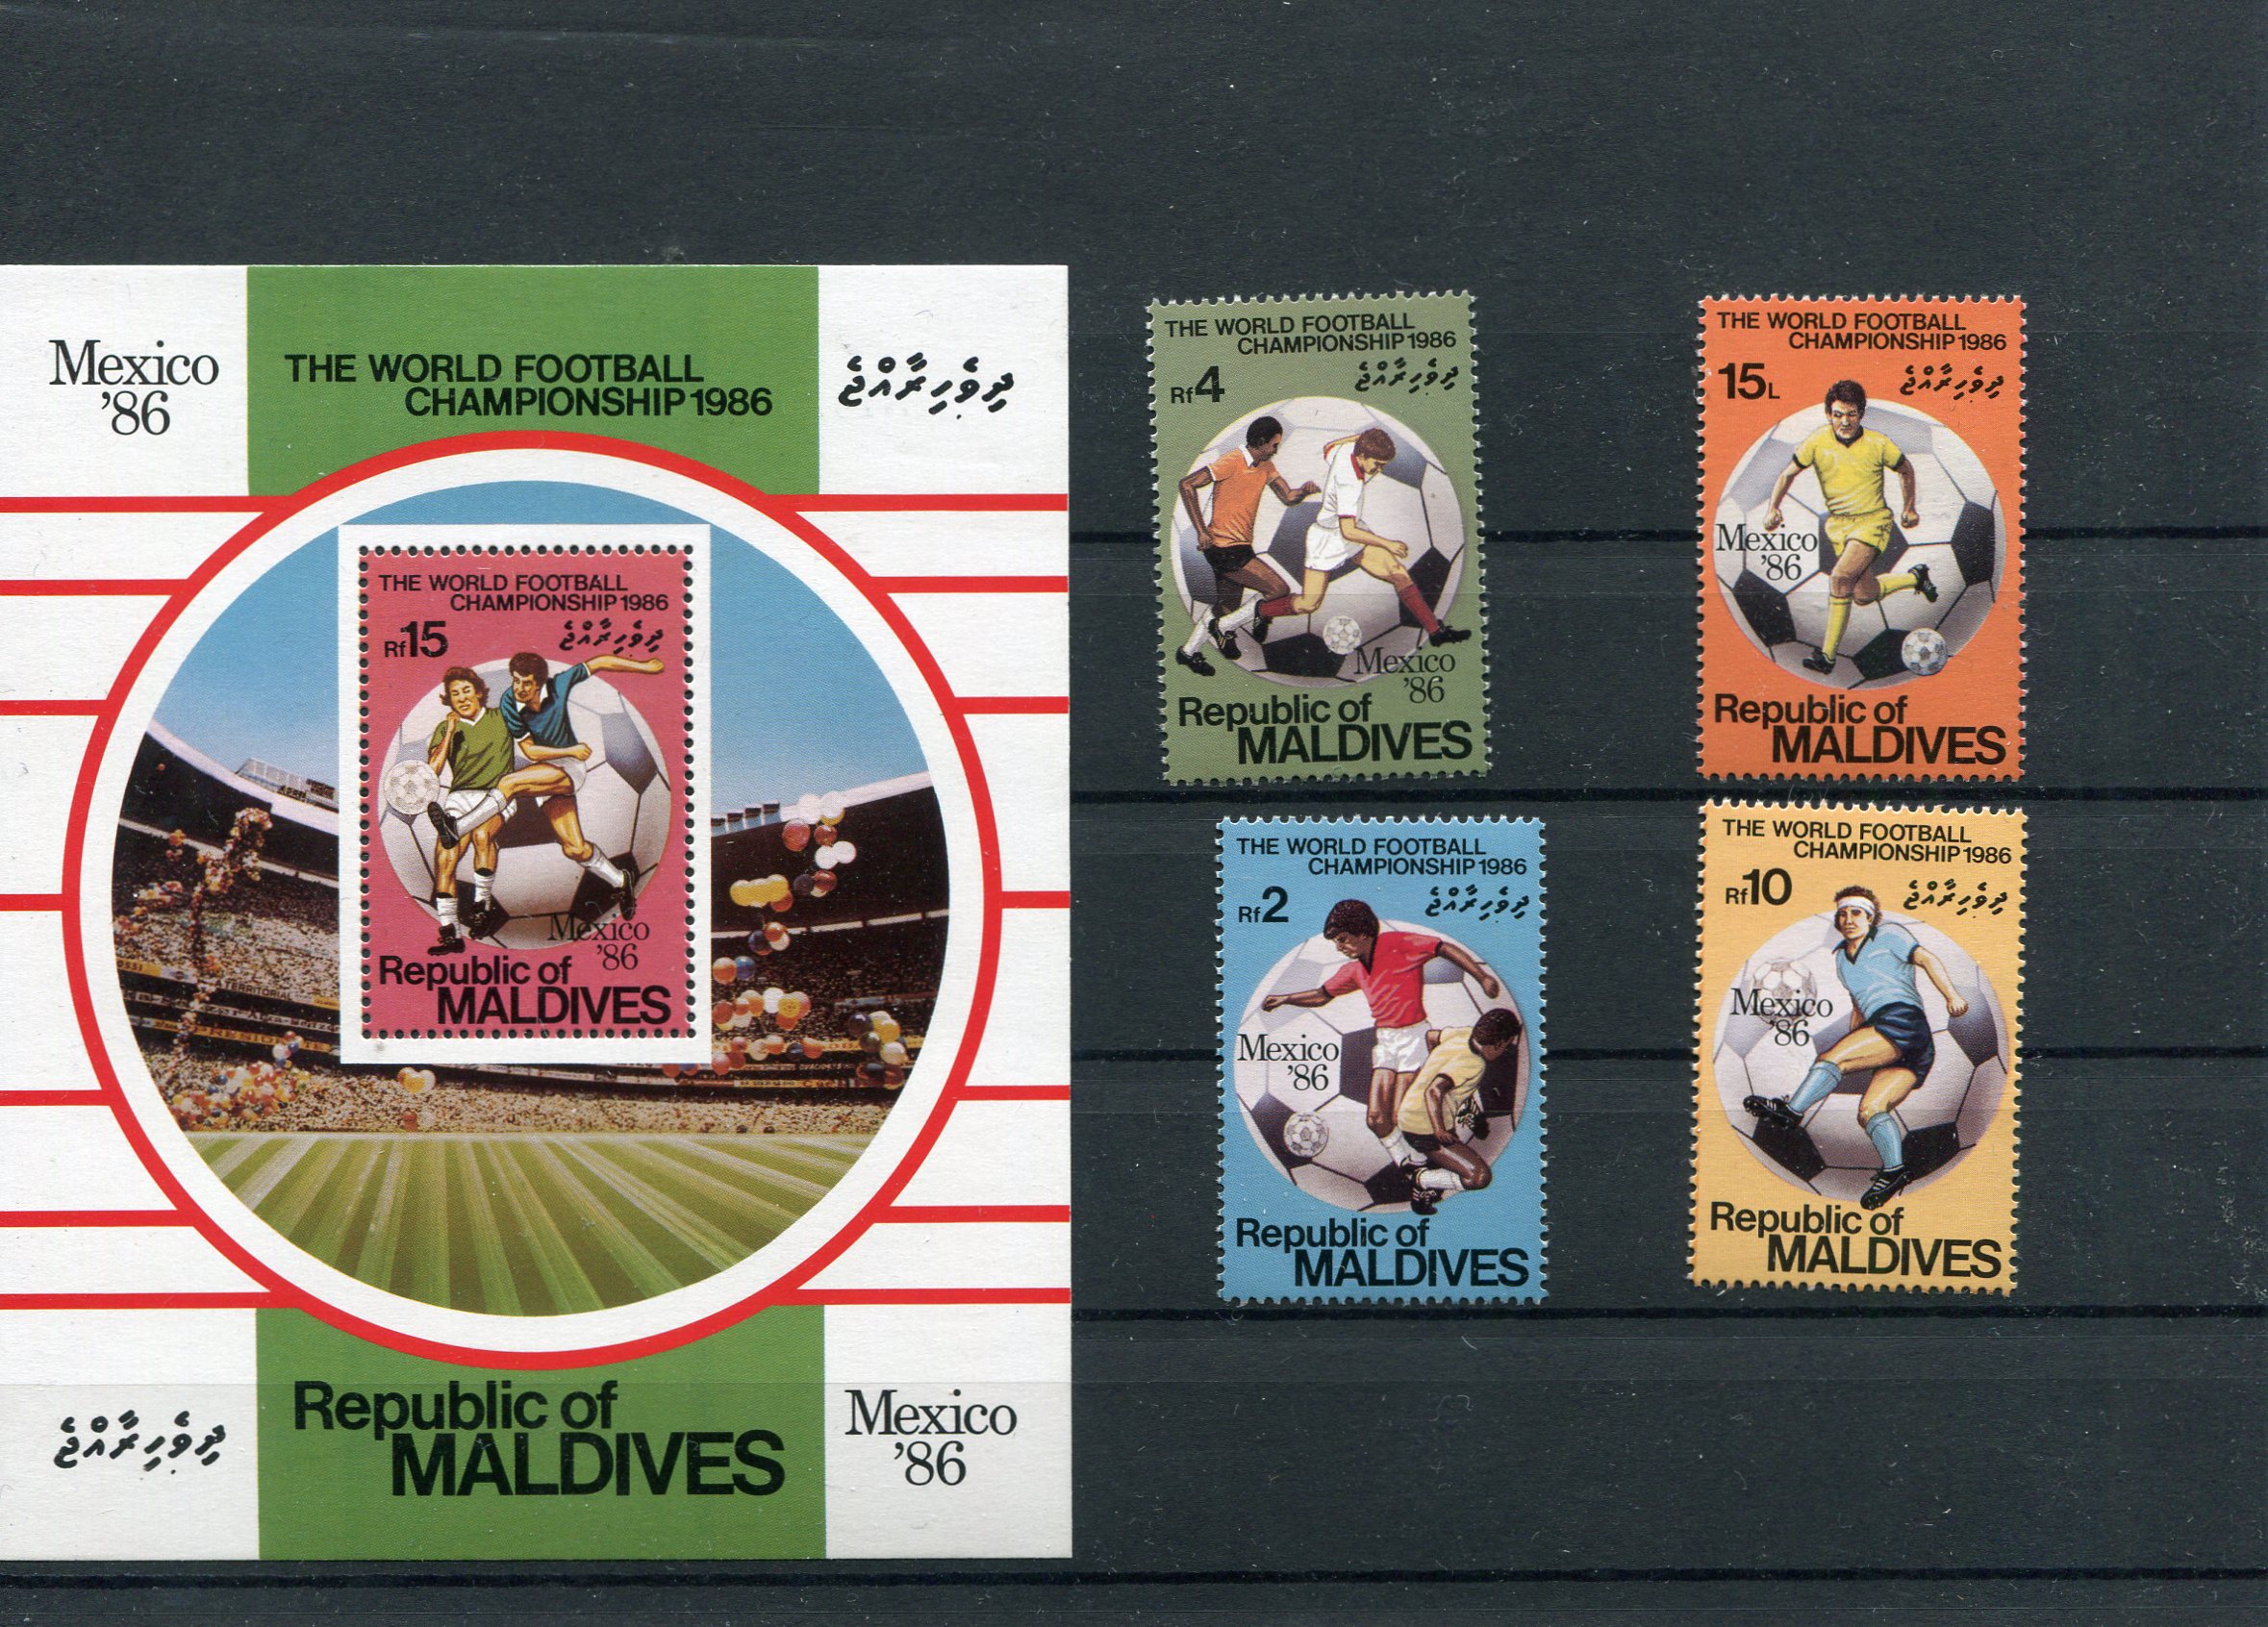 Mexico
'86
THE WORLD FOOTBALL
CHAMPIONSHIP 1986
ދިވެހިރާއްޖެ
THE WORLD FOOTBALL
CHAMPIONSHIP 1986
Rf15
ދިވެހިރާއްޖެ
Mexico
'86
Republic of
MALDIVES
TERRITORIAL
Republic of
MALDIVES
ދިވެހިރާއްޖެ
Mexico
'86
THE WORLD FOOTBALL
CHAMPIONSHIP 1986
Rf4
ދިވެހިރާއްޖެ
Mexico
'86
Republic of
MALDIVES
THE WORLD FOOTBALL
CHAMPIONSHIP 1986
15L
ދިވެހިރާއްޖެ
Mexico
'86
Republic of
MALDIVES
THE WORLD FOOTBALL
CHAMPIONSHIP 1986
Rf2
ދިވެހިރާއްޖެ
Mexico
'86
Republic of
MALDIVES
THE WORLD FOOTBALL
CHAMPIONSHIP 1986
Rf10
ދިވެހިރާއްޖެ
Mexico
'86
Republic of
MALDIVES